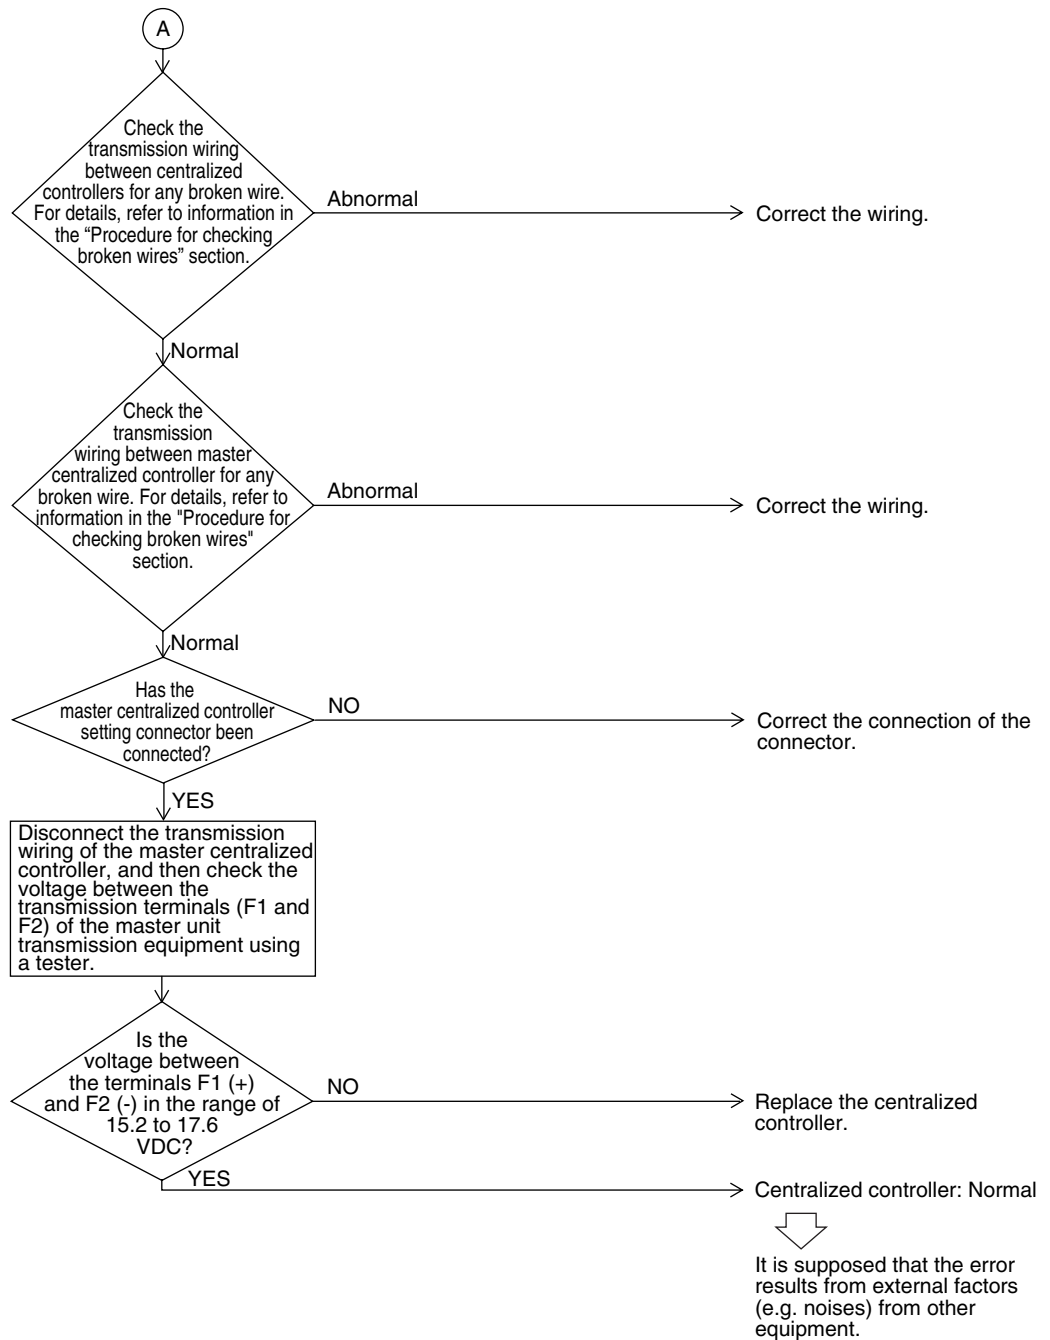 A
Check the
transmission wiring
between centralized
controllers for any broken wire.
For details, refer to information in
the “Procedure for checking
broken wires” section.
Abnormal
Correct the wiring.
Normal
Check the
transmission
wiring between master
centralized controller for any
broken wire. For details, refer to
information in the "Procedure for
checking broken wires"
section.
Abnormal
Correct the wiring.
Normal
Has the
master centralized controller
setting connector been
connected?
NO
Correct the connection of the
connector.
YES
Disconnect the transmission
wiring of the master centralized
controller, and then check the
voltage between the
transmission terminals (F1 and
F2) of the master unit
transmission equipment using
a tester.
Is the
voltage between
the terminals F1 (+)
and F2 (-) in the range of
15.2 to 17.6
VDC?
NO
Replace the centralized
controller.
YES
Centralized controller: Normal
It is supposed that the error
results from external factors
(e.g. noises) from other
equipment.